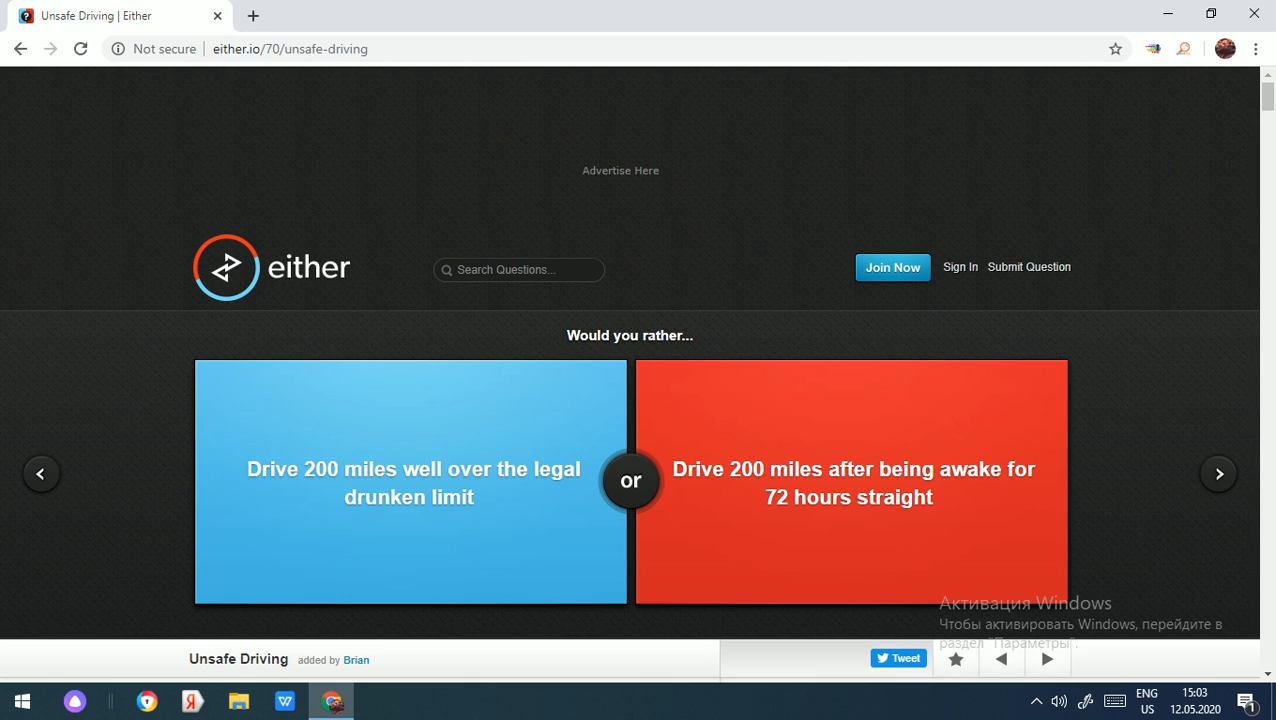 Unsafe Driving | Either
Not secure
either.io/70/unsafe-driving
Advertise Here
either
Search Questions...
Join Now
Sign In
Submit Question
Would you rather...
Drive 200 miles well over the legal
drunken limit
or
Drive 200 miles after being awake for
72 hours straight
Активация Windows
Чтобы активировать Windows, перейдите в
раздел "Параметры".
Unsafe Driving added by Brian
Tweet
ENG
US
15:03
12.05.2020
1